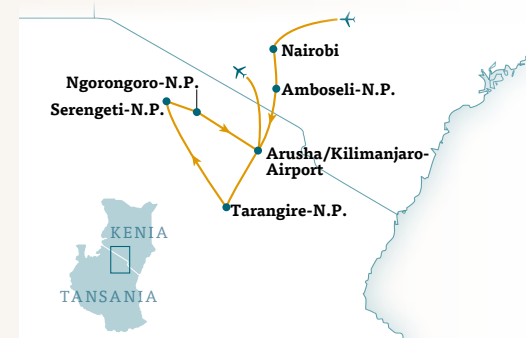 Nairobi
Ngorongoro-N.P.
Amboseli-N.P.
Serengeti-N.P.
Arusha/Kilimanjaro-
Airport
Tarangire-N.P.
KENIA
TANSANIA